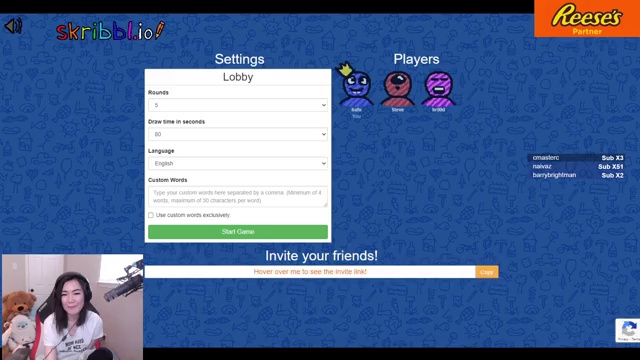 skribbl.io
Reese's
Partner
Settings
Players
Lobby
Rounds
5
You
Draw time in seconds
80
Language
English
cmasterc Sub X3
naivaz Sub X51
barrybrightman Sub X2
Custom Words
Type your custom words here separated by a comma (Minimum of 4
words, maximum of 30 characters per word)
Use custom words exclusively.
Start Game
Invite your friends!
Hover over me to see the invite link!
Copy